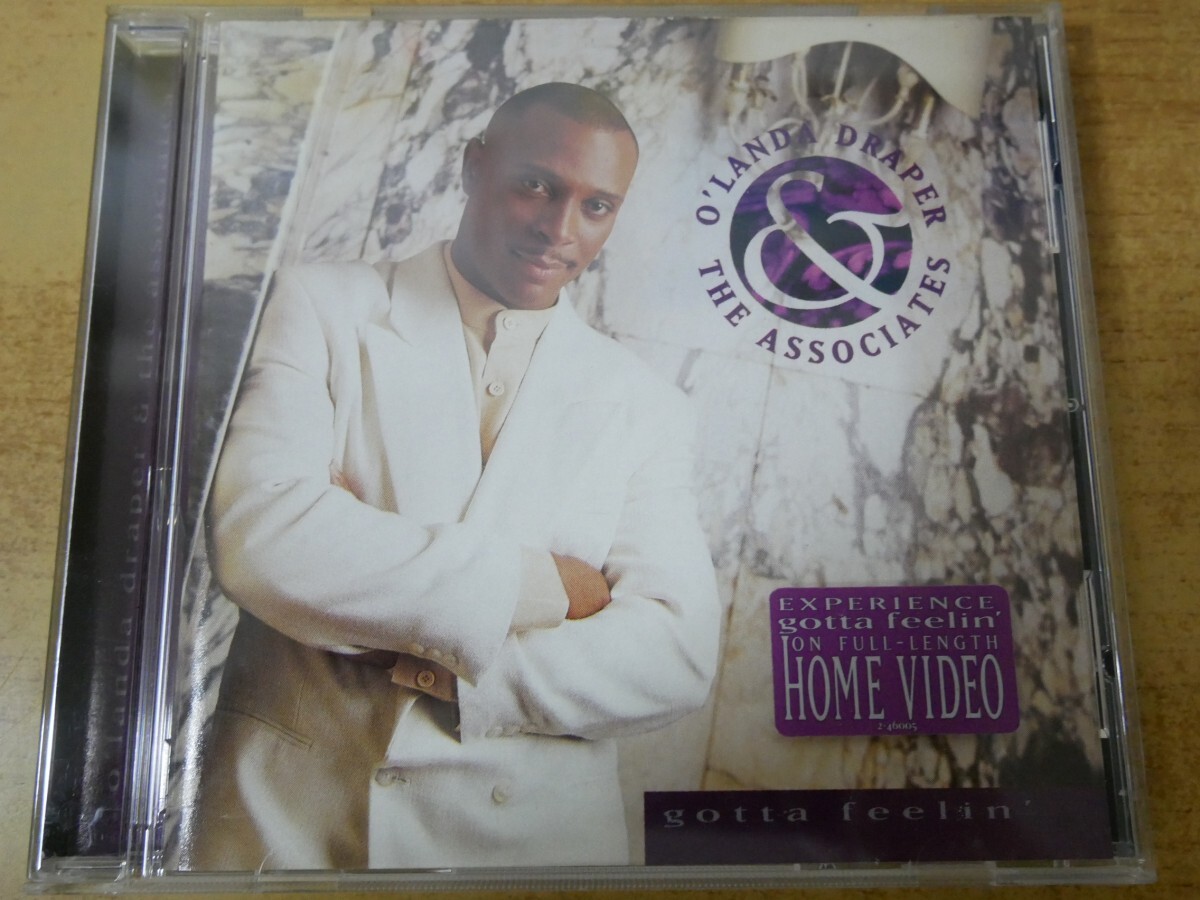 O'LANDA DRAPER
&
THE ASSOCIATES
EXPERIENCE,
gotta feelin'
ON FULL-LENGTH
HOME VIDEO
2-46005
gotta feelin'
o'landa draper & the associates